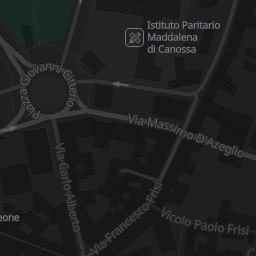 Istituto Paritario
Maddalena
di Canossa
Piazza Giovanni Citterio
Via Massimo D'Azeglio
Via Carlo Alberto
Via Francesco Frisi
Vicolo Paolo Frisi
eone